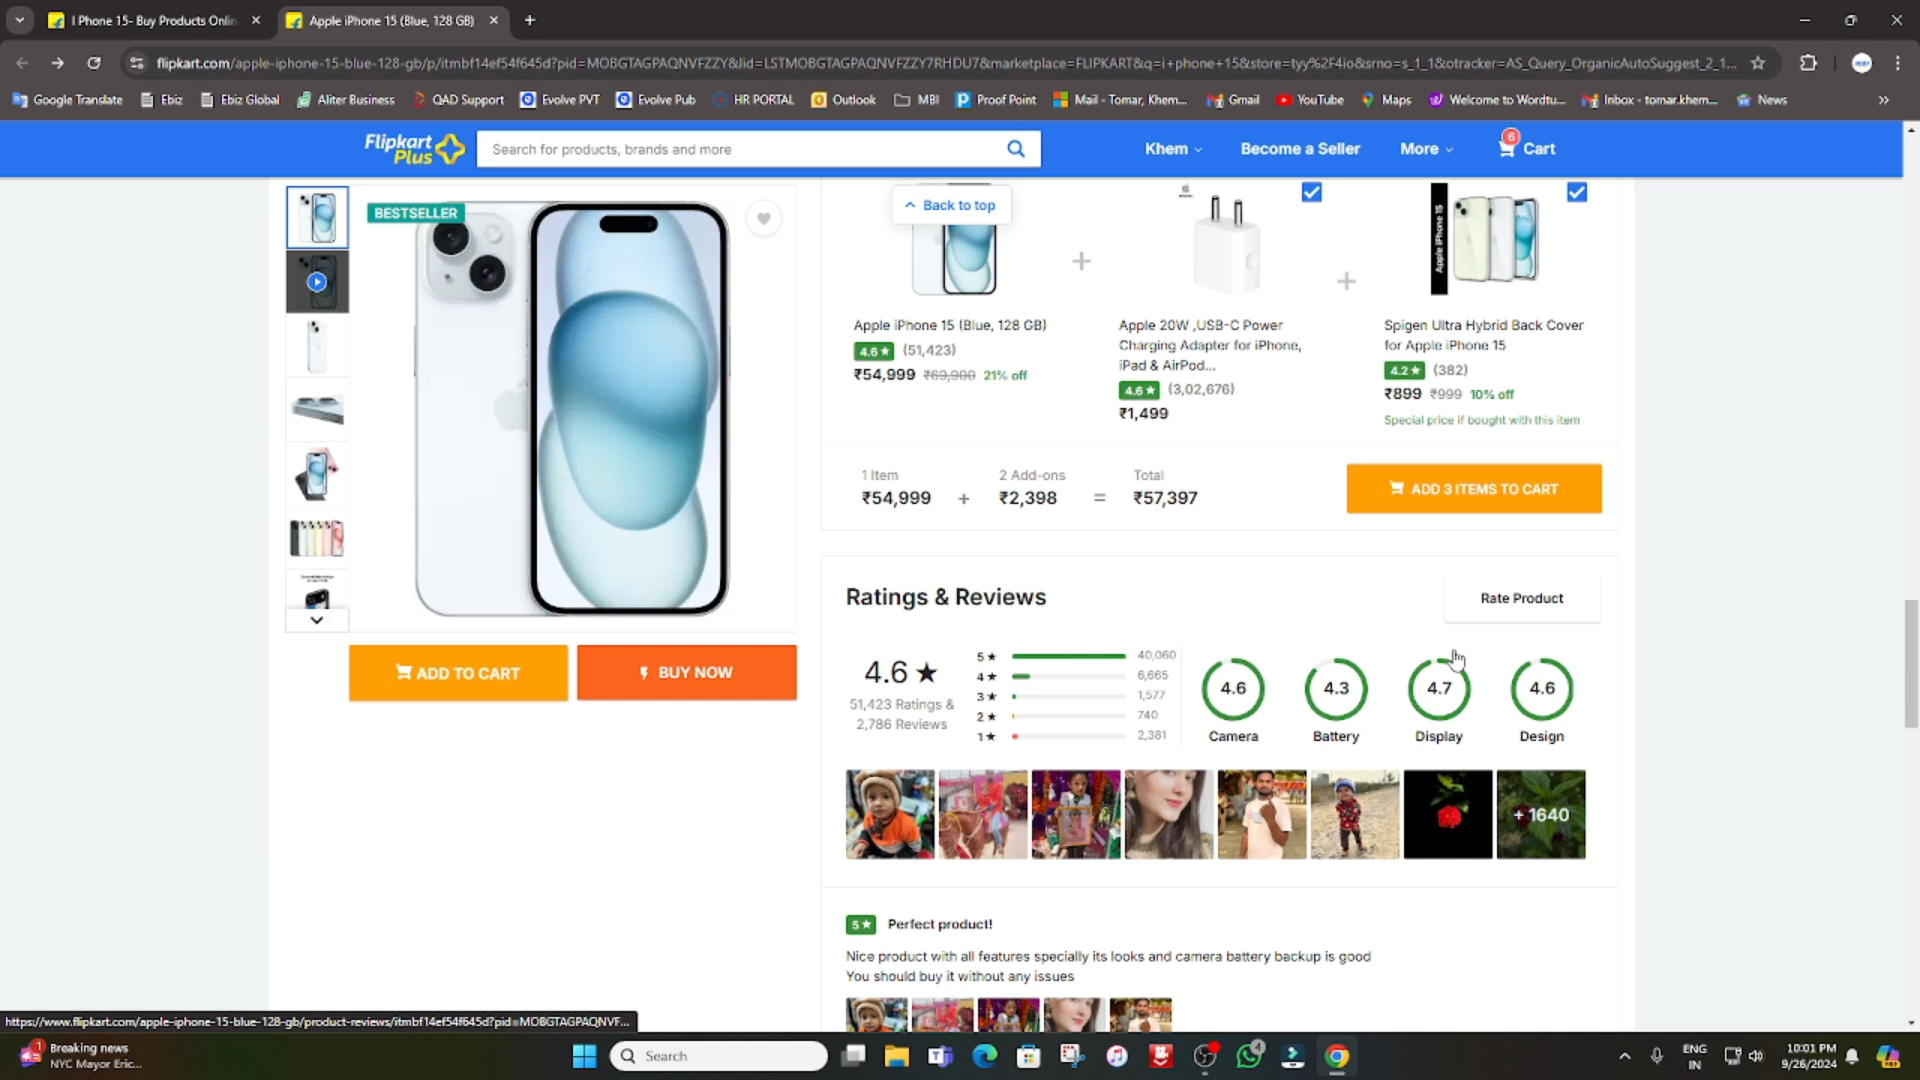 I Phone 15- Buy Products Onlin
Apple iPhone 15 (Blue, 128 GB)
flipkart.com/apple-iphone-15-blue-128-gb/p/itmbf14ef54f645d?pid=MOBGTAGPAQNVFZZY&lid=LSTMOBGTAGPAQNVFZZY7RHDU7&marketplace=FLIPKART&q=i+phone+15&store=tyy%2F4io&srno=s_1_1&otracker=AS_Query_OrganicAutoSuggest_2_1...
Google Translate Ebiz Ebiz Global Aliter Business QAD Support Evolve PVT Evolve Pub HR PORTAL Outlook MBI Proof Point Mail - Tomar, Khem... Gmail YouTube Maps Welcome to Wordtu... Inbox - tomar.khem... News
Flipkart
Plus
Search for products, brands and more
Khem
Become a Seller
More
6
Cart
BESTSELLER
Back to top
Apple iPhone 15
Apple iPhone 15 (Blue, 128 GB)
4.6★ (51,423)
₹54,999 ₹69,900 21% off
Apple 20W ,USB-C Power
Charging Adapter for iPhone,
iPad & AirPod...
4.6★ (3,02,676)
₹1,499
Spigen Ultra Hybrid Back Cover
for Apple iPhone 15
4.2★ (382)
₹899 ₹999 10% off
Special price if bought with this item
1 Item 2 Add-ons Total
₹54,999 + ₹2,398 = ₹57,397
ADD 3 ITEMS TO CART
ADD TO CART
BUY NOW
Ratings & Reviews
Rate Product
4.6★
51,423 Ratings &
2,786 Reviews
5★ 40,060
4★ 6,665
3★ 1,577
2★ 740
1★ 2,381
4.6 4.3 4.7 4.6
Camera Battery Display Design
+ 1640
5★ Perfect product!
Nice product with all features specially its looks and camera battery backup is good
You should buy it without any issues
https://www.flipkart.com/apple-iphone-15-blue-128-gb/product-reviews/itmbf14ef54f645d?pid=MOBGTAGPAQNVF...
1
Breaking news
NYC Mayor Eric...
Search
4
ENG
IN
10:01 PM
9/26/2024